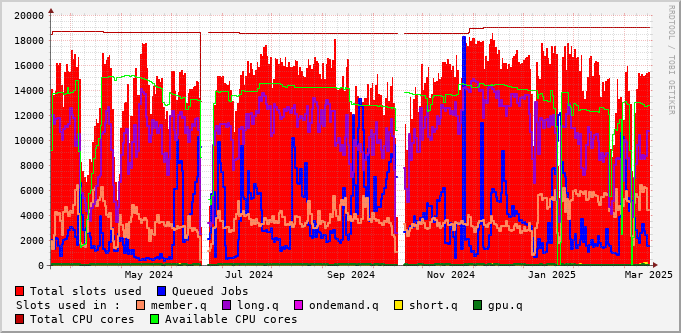 RRDTOOL / TOBI OETIKER
20000
18000
16000
14000
12000
10000
8000
6000
4000
2000
0
May 2024 Jul 2024 Sep 2024 Nov 2024 Jan 2025 Mar 2025
Total slots used Queued Jobs
Slots used in : member.q long.q ondemand.q short.q gpu.q
Total CPU cores Available CPU cores